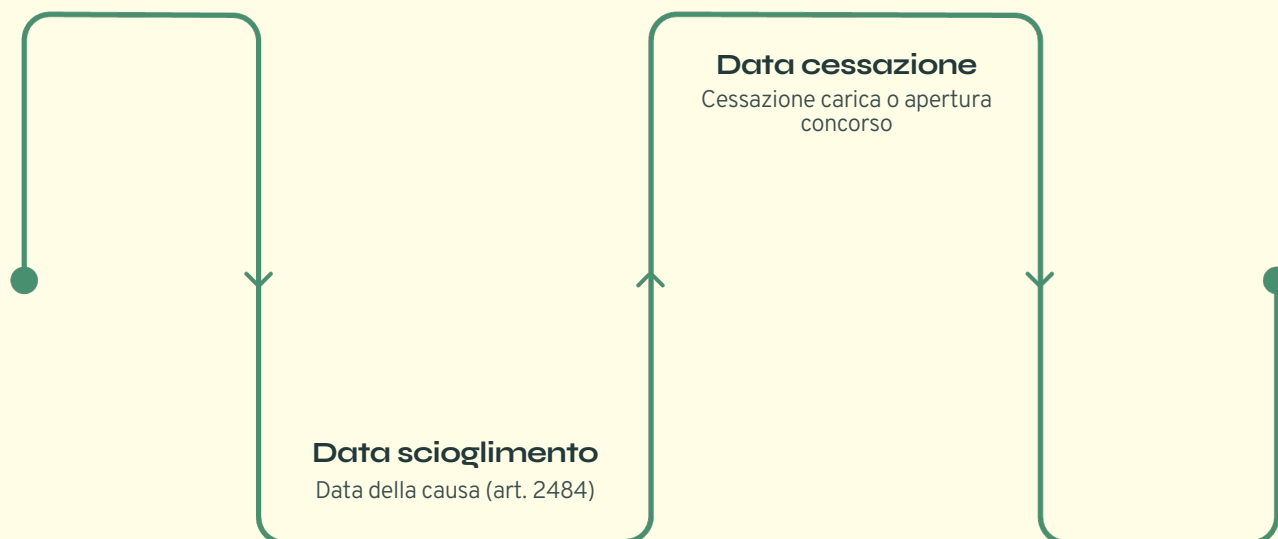 Data cessazione
Cessazione carica o apertura
concorso
Data scioglimento
Data della causa (art. 2484)